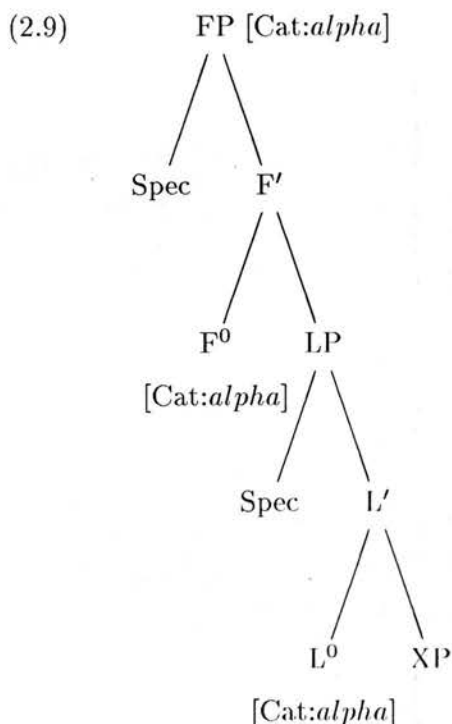 (2.9) FP [Cat:alpha]
Spec F′
F⁰ LP
[Cat:alpha]
Spec L′
L⁰ XP
[Cat:alpha]